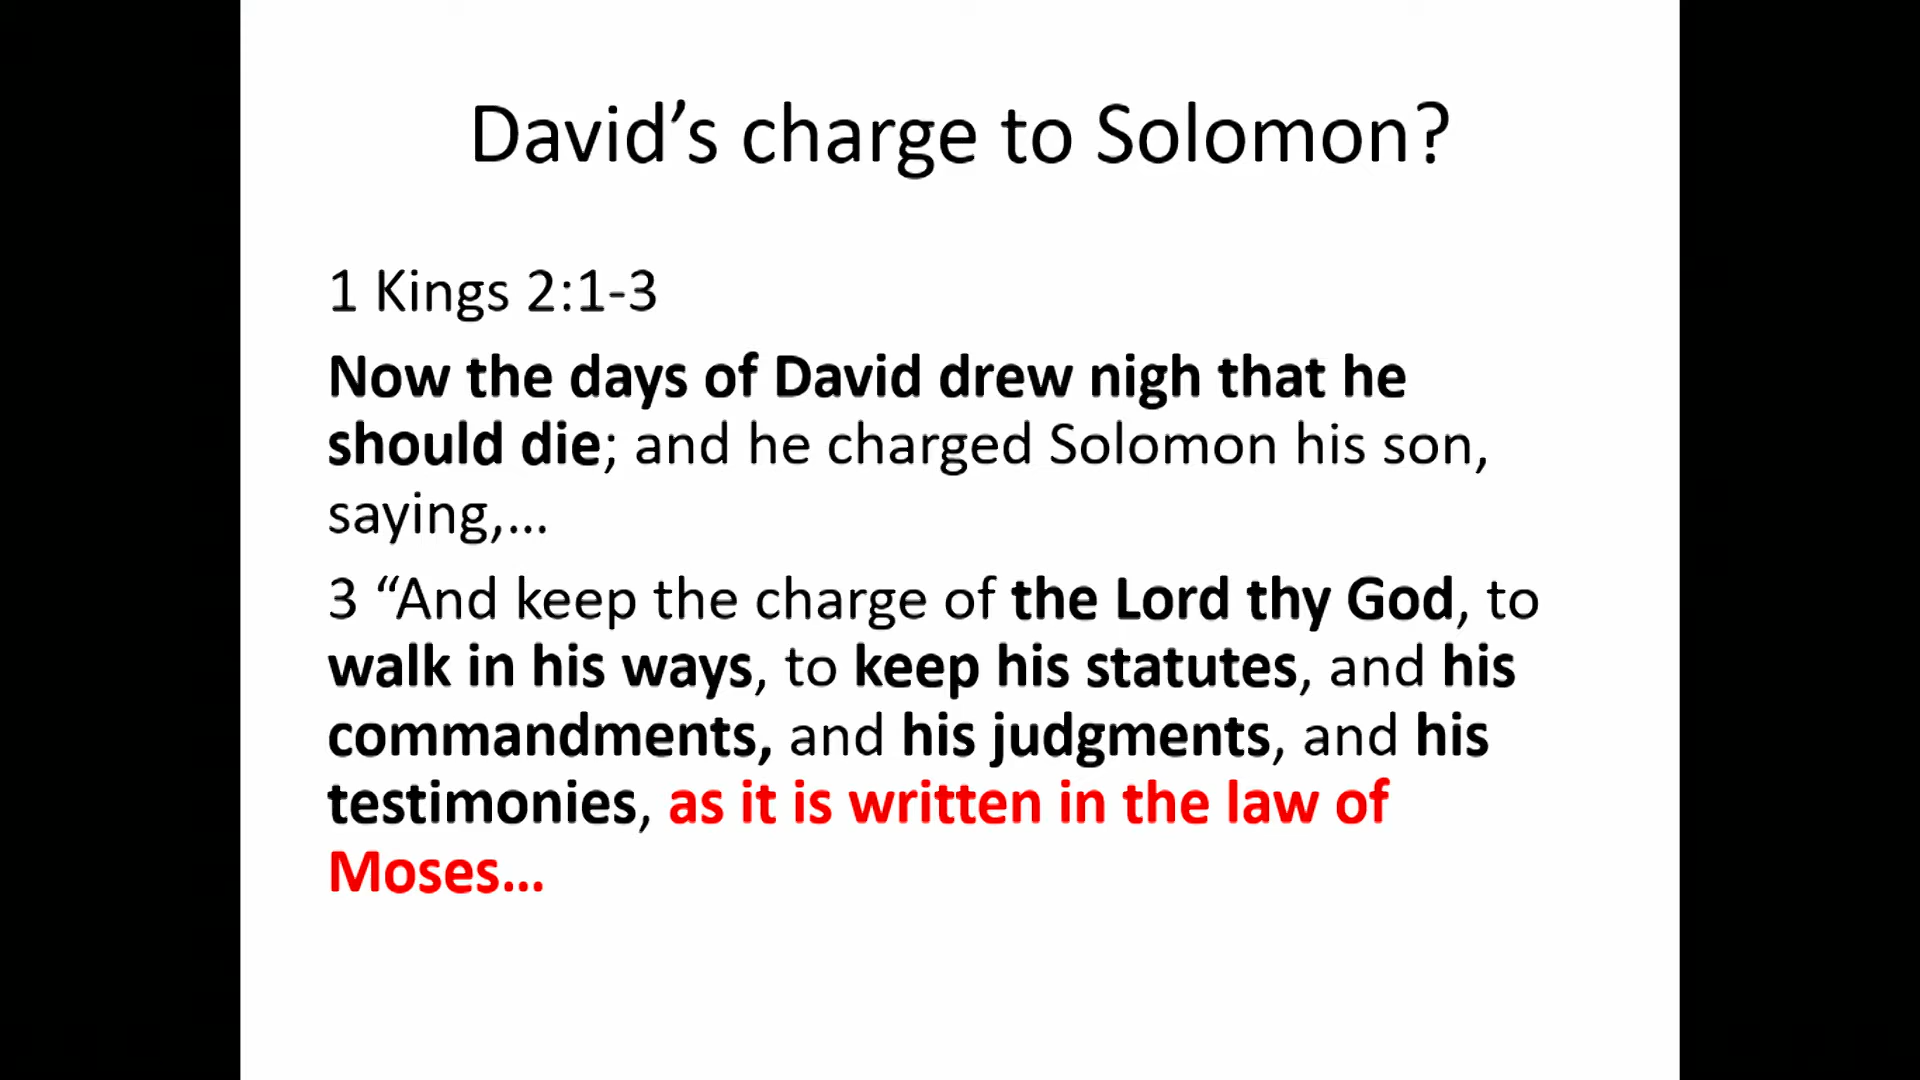 David’s charge to Solomon?
1 Kings 2:1-3
Now the days of David drew nigh that he
should die; and he charged Solomon his son,
saying,…
3 “And keep the charge of the Lord thy God, to
walk in his ways, to keep his statutes, and his
commandments, and his judgments, and his
testimonies, as it is written in the law of
Moses…